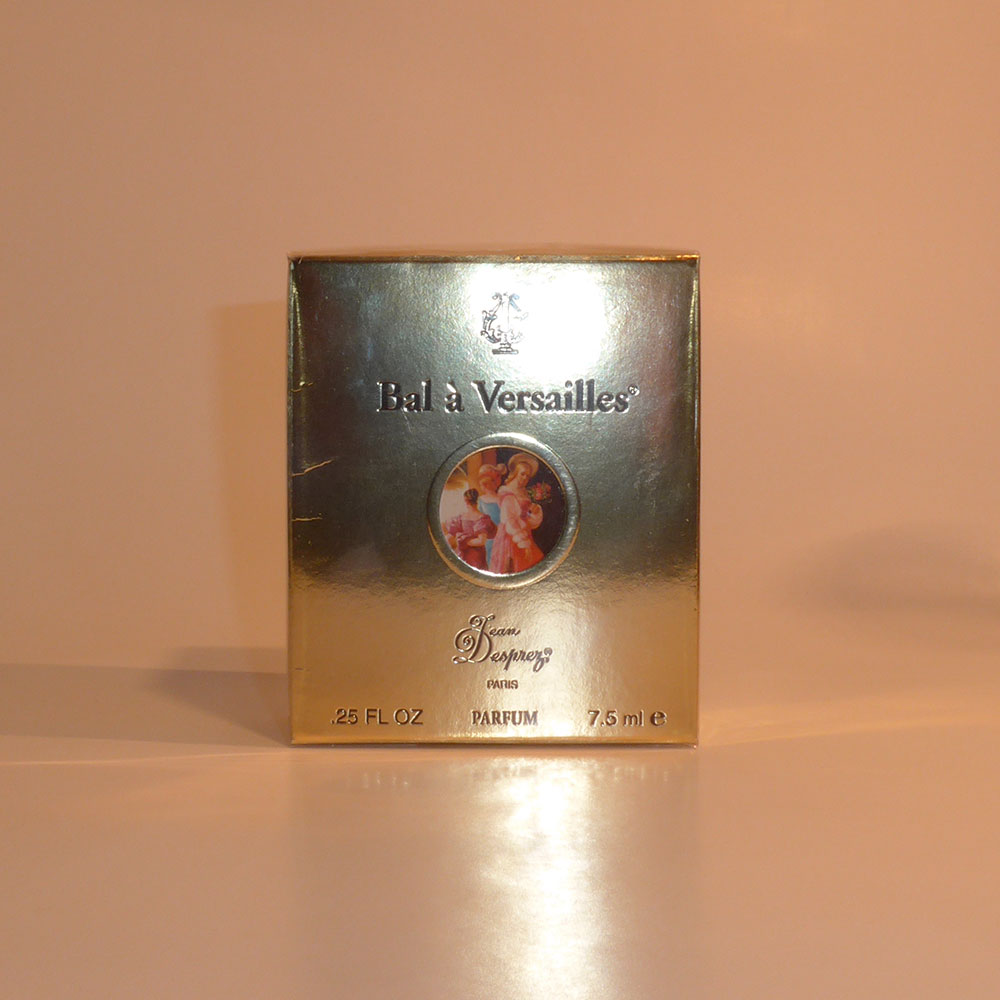 Bal à Versailles®
Jean
Desprez®
PARIS
.25 FL OZ PARFUM 7.5 ml ℮